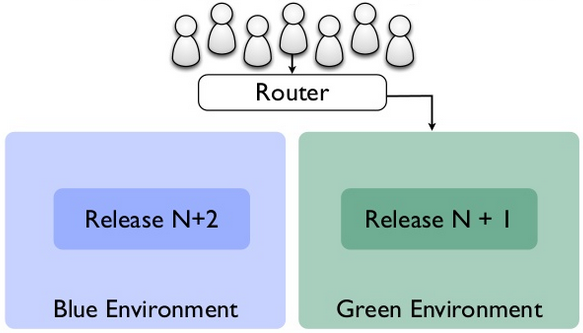 Router
Release N+2
Release N + 1
Blue Environment
Green Environment